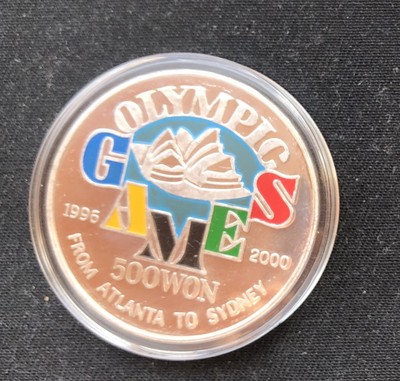 OLYMPIC
GAMES
1996
2000
500WON
FROM ATLANTA TO SYDNEY